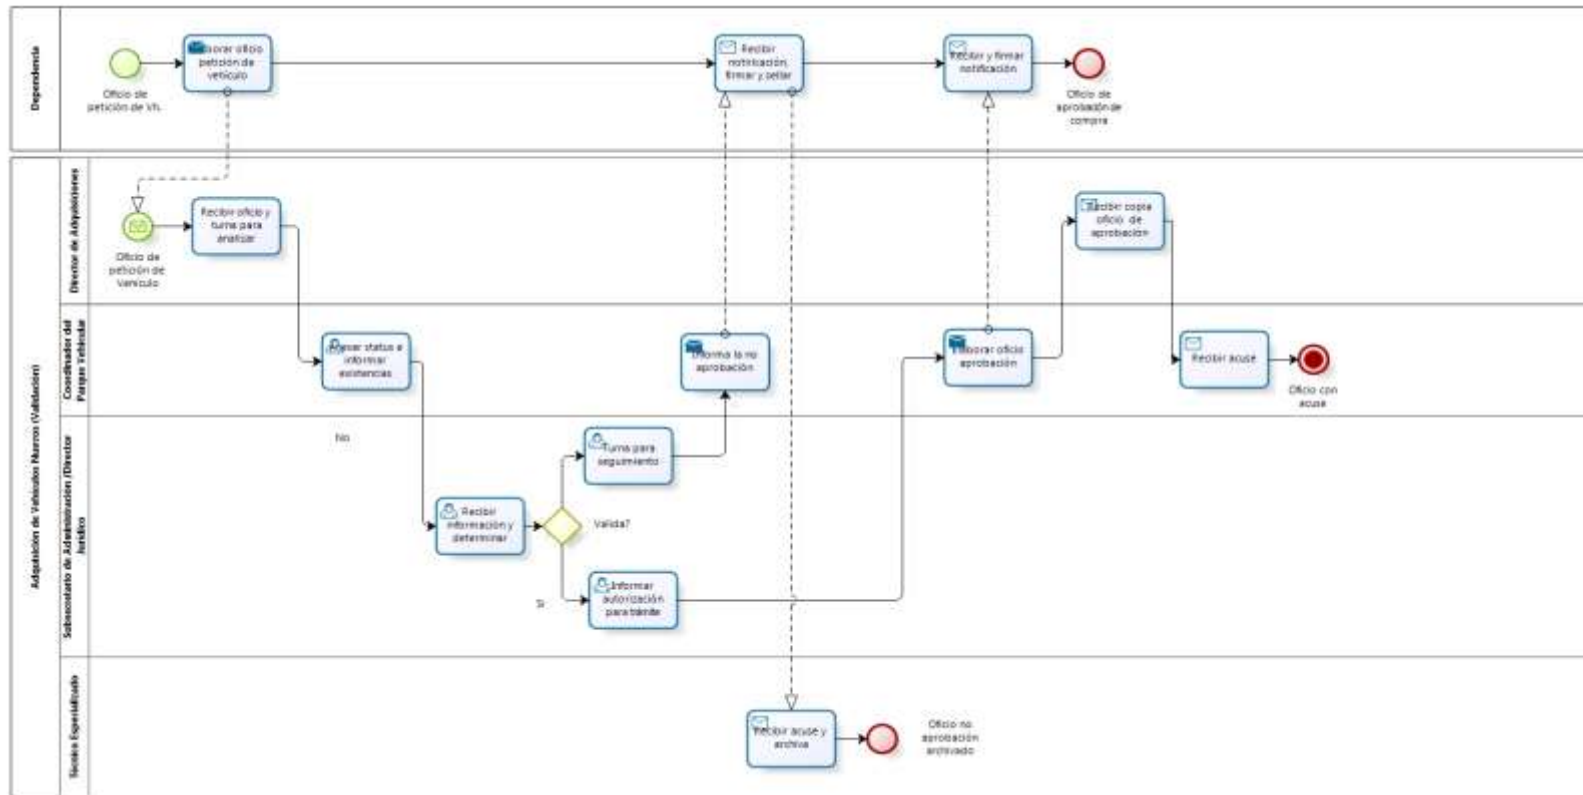 Dependencia
Oficio de
petición de Vh.
borar oficio
petición de
vehículo
Recibir
notificación,
firmar y sellar
Recibir y firmar
notificación
Oficio de
aprobación de
compra
Adquisición de Vehículos Nuevos (Validación)
Director de Adquisiciones
Oficio de
petición de
Vehículo
Recibir oficio y
turna para
analizar
Recibir copia
oficio de
aprobación
Coordinador del
Parque Vehicular
status e
informar
existencias
Informa la no
aprobación
Elaborar oficio
aprobación
Recibir acuse
Oficio con
acuse
Subsecretario de Administración /Director
Jurídico
No
Turna para
seguimiento
Recibir
información y
determinar
Valida?
Si
Informar
autorización
para trámite
Técnico Especializado
Recibir acuse y
archiva
Oficio no
aprobación
archivado